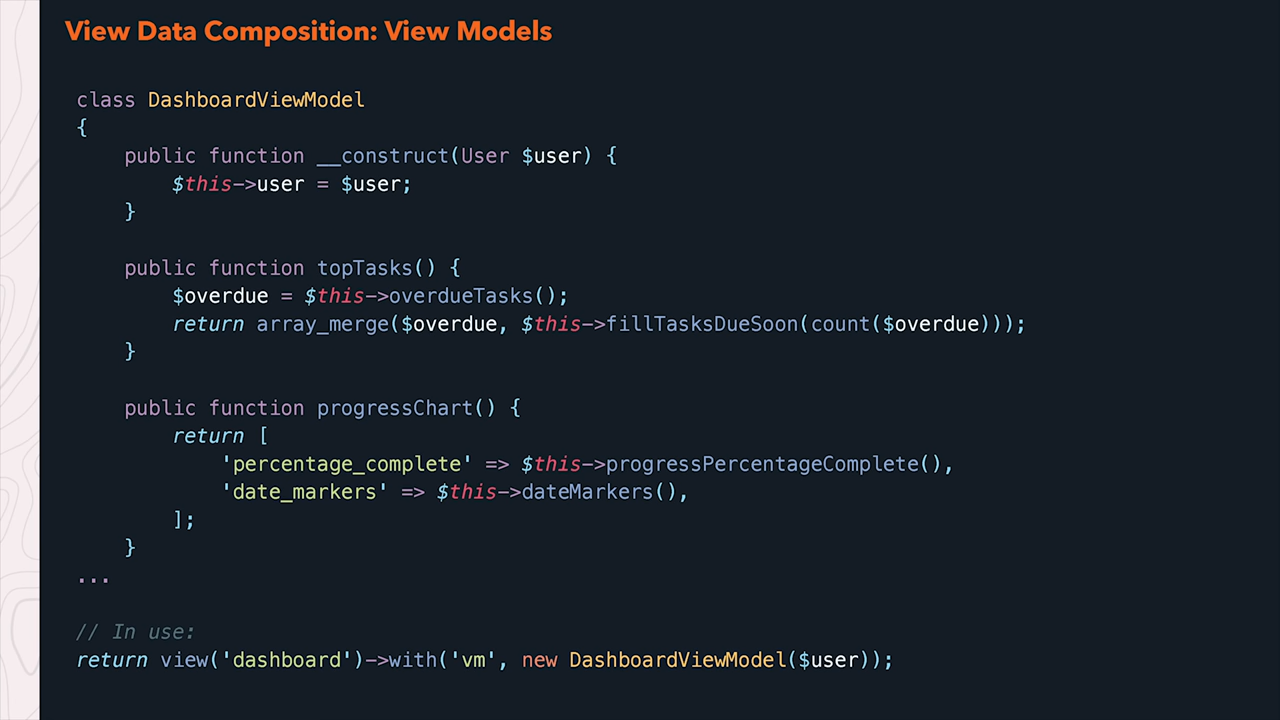 View Data Composition: View Models
class DashboardViewModel
{
    public function __construct(User $user) {
        $this->user = $user;
    }
    public function topTasks() {
        $overdue = $this->overdueTasks();
        return array_merge($overdue, $this->fillTasksDueSoon(count($overdue)));
    }
    public function progressChart() {
        return [
            'percentage_complete' => $this->progressPercentageComplete(),
            'date_markers' => $this->dateMarkers(),
        ];
    }
...
// In use:
return view('dashboard')->with('vm', new DashboardViewModel($user));